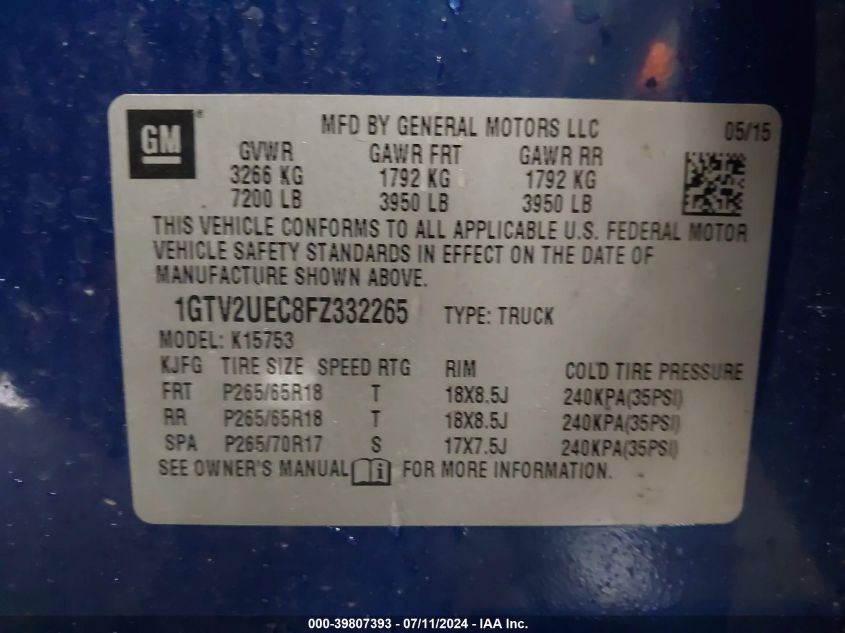 GM®
MFD BY GENERAL MOTORS LLC 05/15
GVWR GAWR FRT GAWR RR
3266 KG 1792 KG 1792 KG
7200 LB 3950 LB 3950 LB
THIS VEHICLE CONFORMS TO ALL APPLICABLE U.S. FEDERAL MOTOR
VEHICLE SAFETY STANDARDS IN EFFECT ON THE DATE OF
MANUFACTURE SHOWN ABOVE.
1GTV2UEC8FZ332265 TYPE: TRUCK
MODEL: K15753
KJFG TIRE SIZE SPEED RTG RIM COLD TIRE PRESSURE
FRT P265/65R18 T 18X8.5J 240KPA(35PSI)
RR P265/65R18 T 18X8.5J 240KPA(35PSI)
SPA P265/70R17 S 17X7.5J 240KPA(35PSI)
SEE OWNER'S MANUAL i FOR MORE INFORMATION.
000-39807393 - 07/11/2024 - IAA Inc.